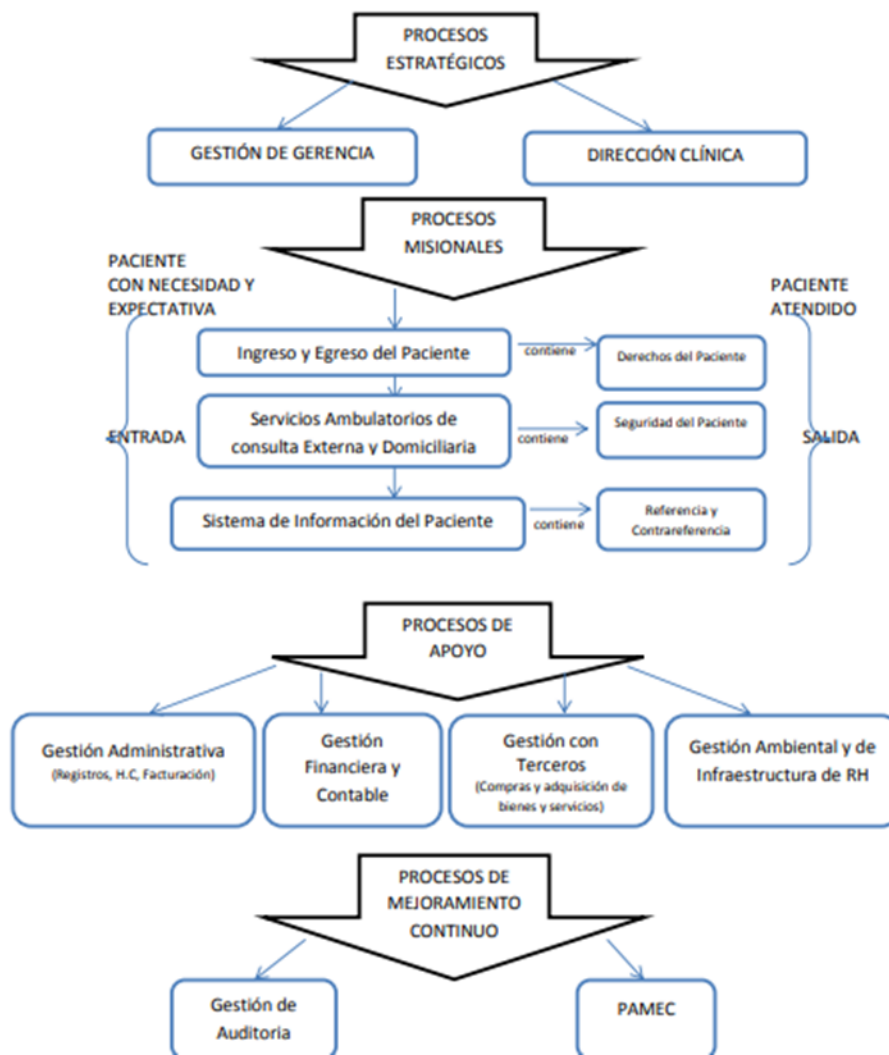 PROCESOS
ESTRATÉGICOS
GESTIÓN DE GERENCIA
DIRECCIÓN CLÍNICA
PROCESOS
MISIONALES
PACIENTE
CON NECESIDAD Y
EXPECTATIVA
PACIENTE
ATENDIDO
Ingreso y Egreso del Paciente
contiene
Derechos del Paciente
Servicios Ambulatorios de
consulta Externa y Domiciliaria
contiene
Seguridad del Paciente
ENTRADA
SALIDA
Sistema de Información del Paciente
contiene
Referencia y
Contrareferencia
PROCESOS DE
APOYO
Gestión Administrativa
(Registros, H.C, Facturación)
Gestión
Financiera y
Contable
Gestión con
Terceros
(Compras y adquisición de
bienes y servicios)
Gestión Ambiental y de
Infraestructura de RH
PROCESOS DE
MEJORAMIENTO
CONTINUO
Gestión de
Auditoria
PAMEC